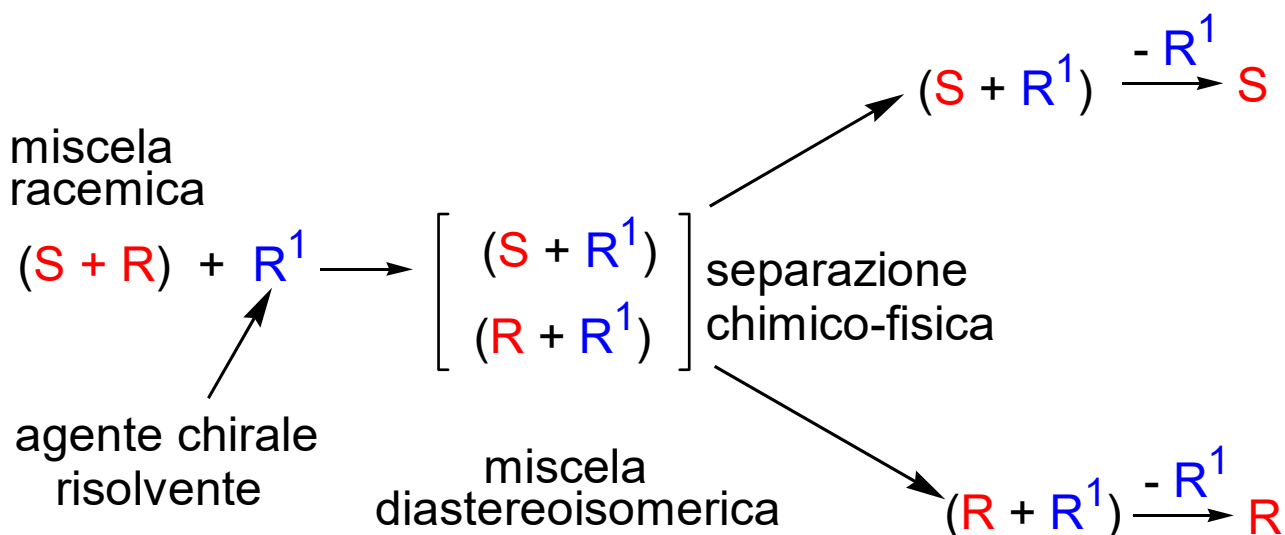 miscela
racemica
(S + R) + R¹
agente chirale
risolvente
(S + R¹)
(R + R¹)
miscela
diastereoisomerica
separazione
chimico-fisica
(S + R¹) - R¹ S
(R + R¹) - R¹ R